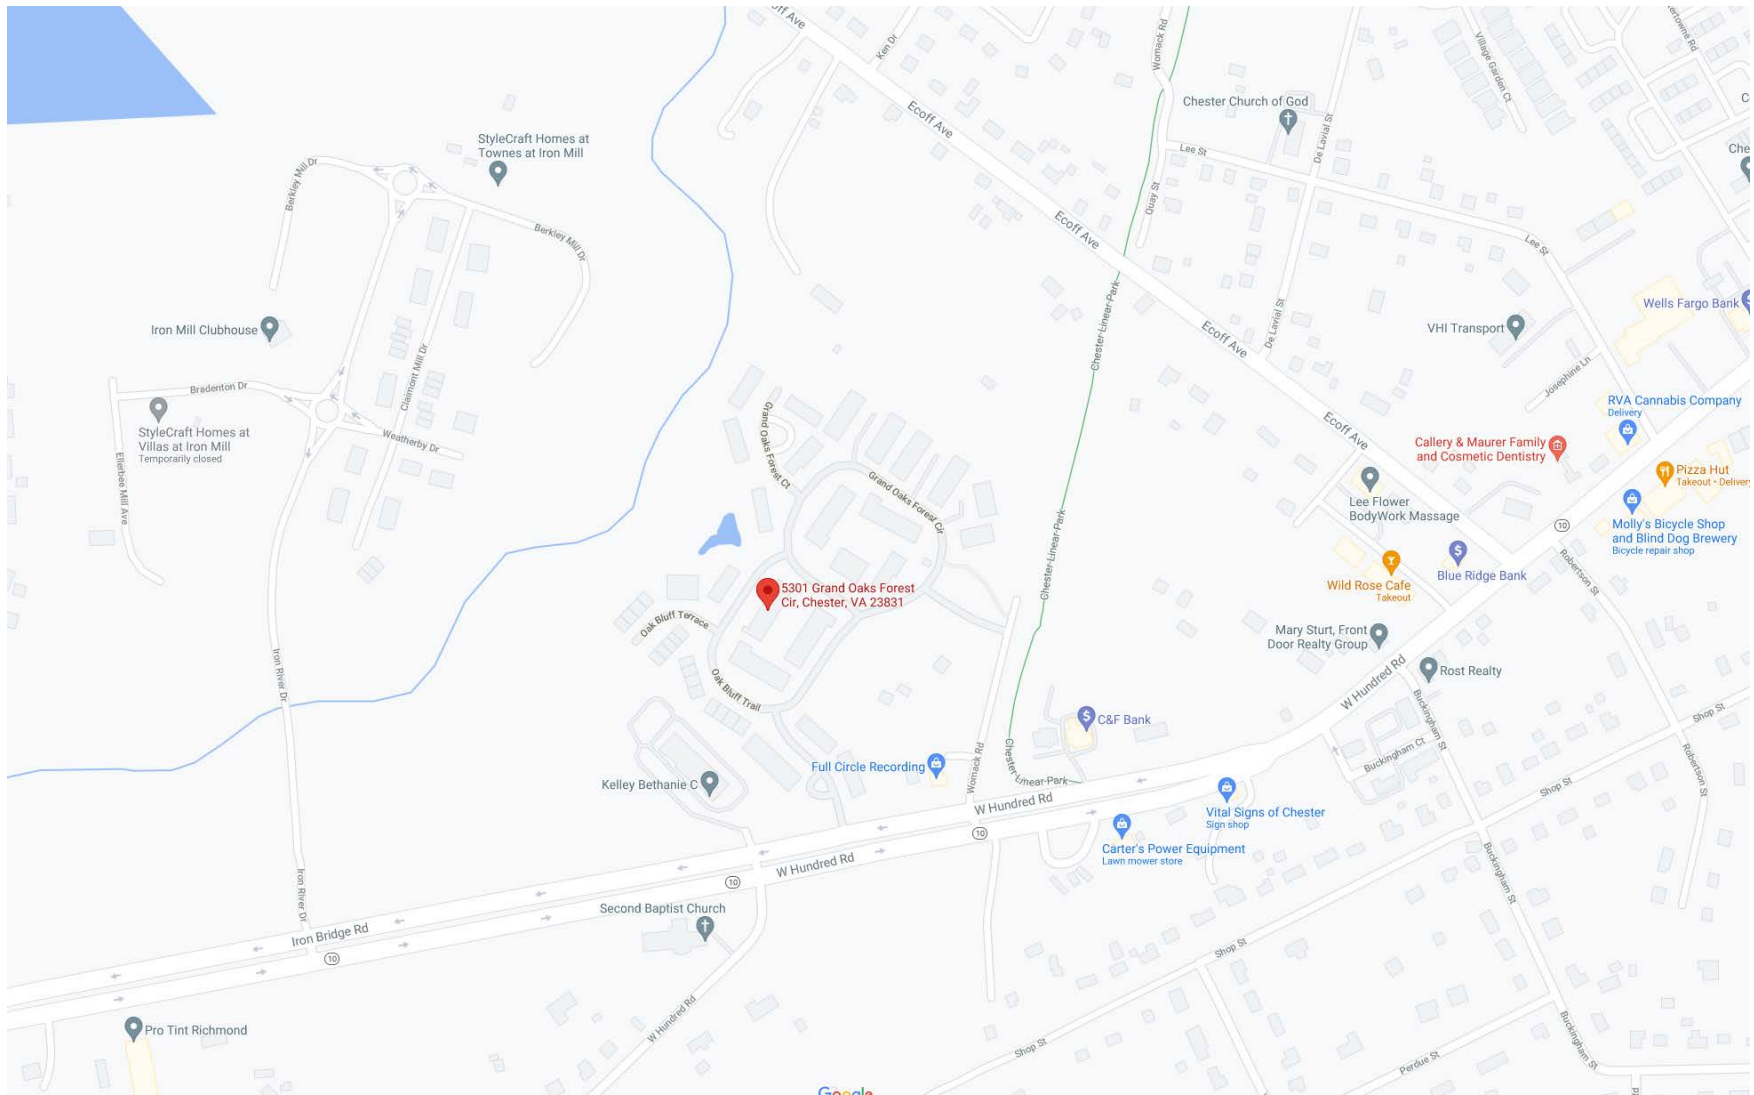 off Ave
Ken Dr
Womack Rd
Village Garden Ct
Ecoff Ave
Chester Church of God
De Lavial St
Lee St
StyleCraft Homes at
Townes at Iron Mill
Berkley Mill Dr
Quay St
Che
Berkley Mill Dr
Ecoff Ave
Lee St
Chester Linear Park
De Lavial St
Wells Fargo Bank
Iron Mill Clubhouse
Ecoff Ave
VHI Transport
Josephine Ln
Claimont Mill Dr
Bradenton Dr
StyleCraft Homes at
Villas at Iron Mill
Temporarily closed
Weatherby Dr
Ellerbee Mill Ave
Grand Oaks Forest Ct
Grand Oaks Forest Cir
Ecoff Ave
RVA Cannabis Company
Delivery
Callery & Maurer Family
and Cosmetic Dentistry
Pizza Hut
Takeout • Delivery
Lee Flower
BodyWork Massage
10
Molly's Bicycle Shop
and Blind Dog Brewery
Bicycle repair shop
Chester Linear Park
Blue Ridge Bank
Robertson St
Wild Rose Cafe
Takeout
5301 Grand Oaks Forest
Cir, Chester, VA 23831
Oak Bluff Terrace
Mary Sturt, Front
Door Realty Group
Rost Realty
Iron River Dr
Oak Bluff Trail
W Hundred Rd
Buckingham St
Shop St
C&F Bank
Chester Linear Park
Buckingham Ct
Robertson St
Womack Rd
Full Circle Recording
Kelley Bethanie C
Shop St
W Hundred Rd
Vital Signs of Chester
Sign shop
10
Carter's Power Equipment
Lawn mower store
W Hundred Rd
10
Buckingham St
Iron River Dr
Second Baptist Church
Iron Bridge Rd
10
Shop St
W Hundred Rd
Pro Tint Richmond
Shop St
Buckingham St
Perdue St
Google